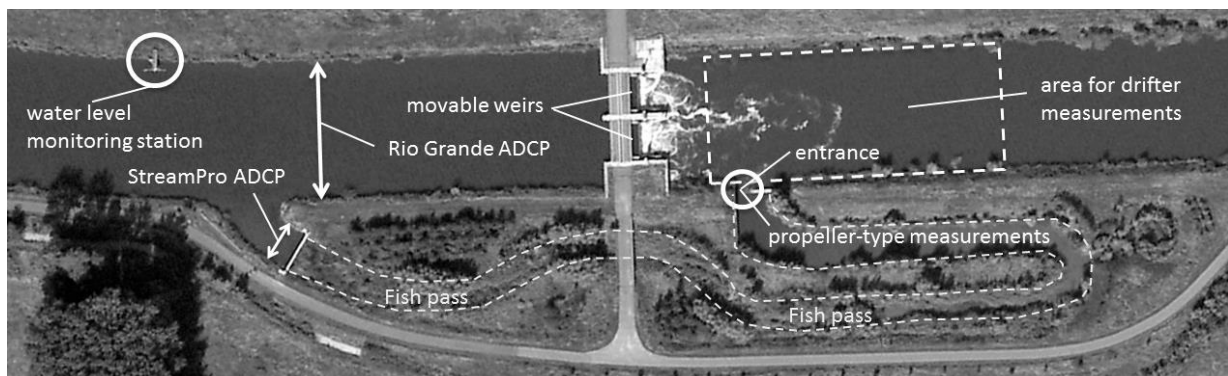 water level
monitoring station
StreamPro ADCP
Rio Grande ADCP
movable weirs
area for drifter
measurements
entrance
propeller-type measurements
Fish pass
Fish pass